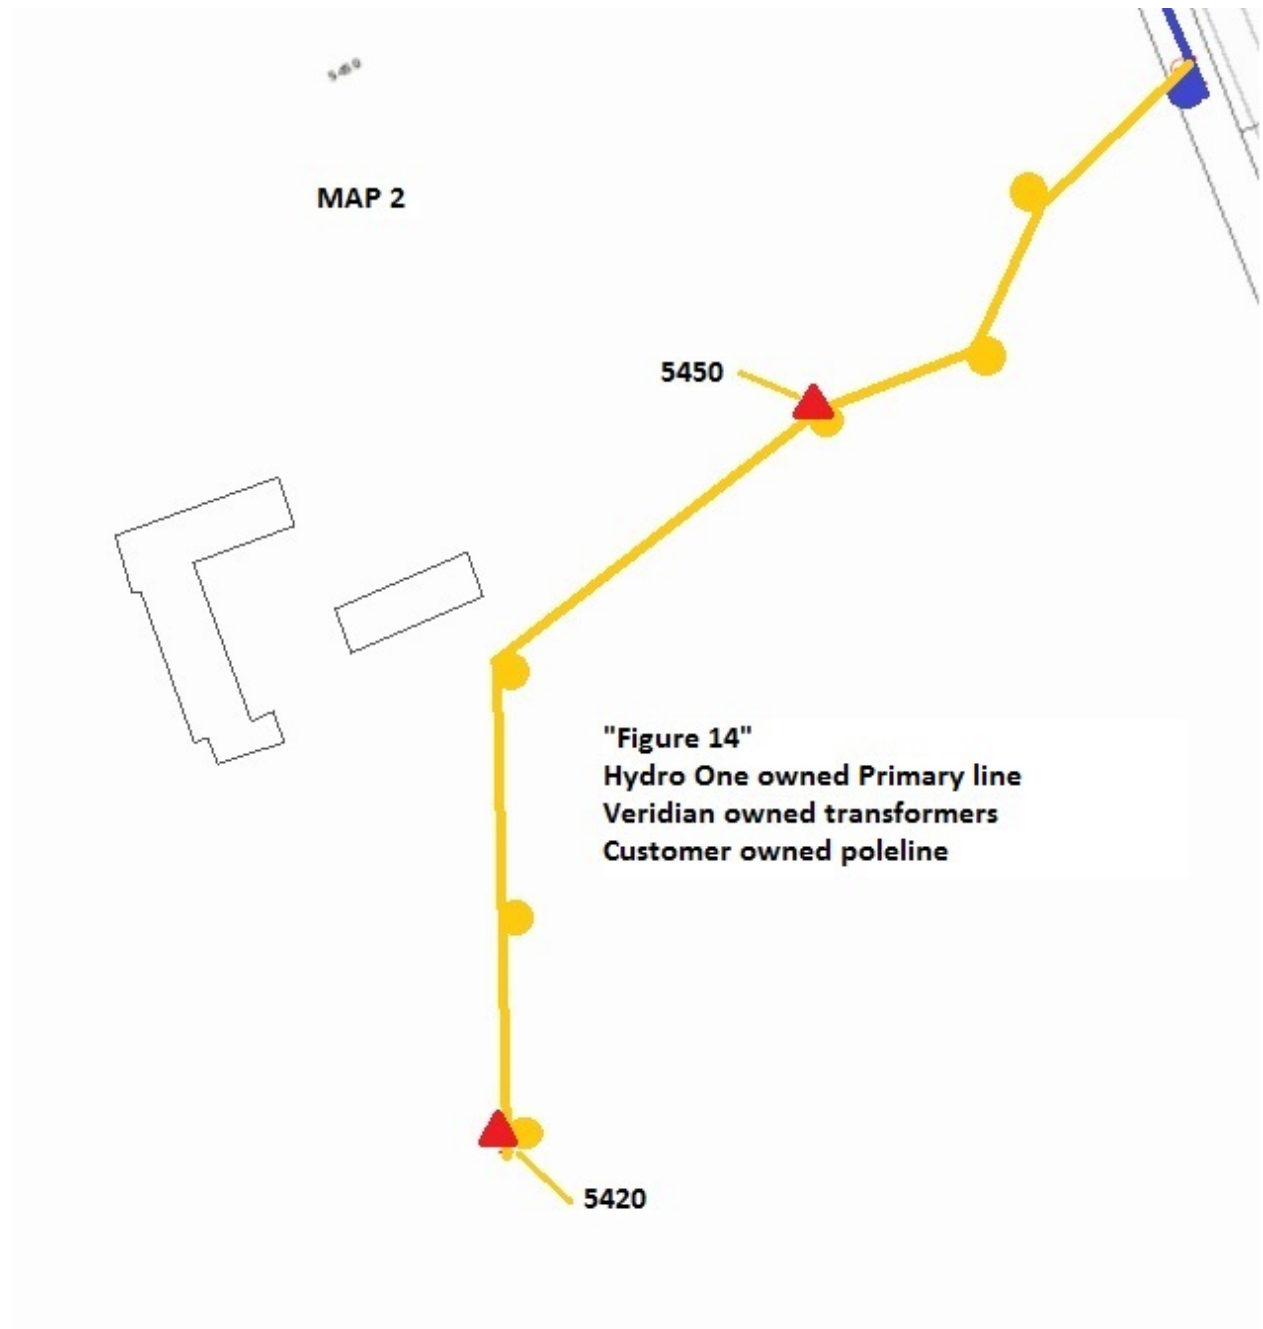 MAP 2
5450
"Figure 14"
Hydro One owned Primary line
Veridian owned transformers
Customer owned poleline
5420